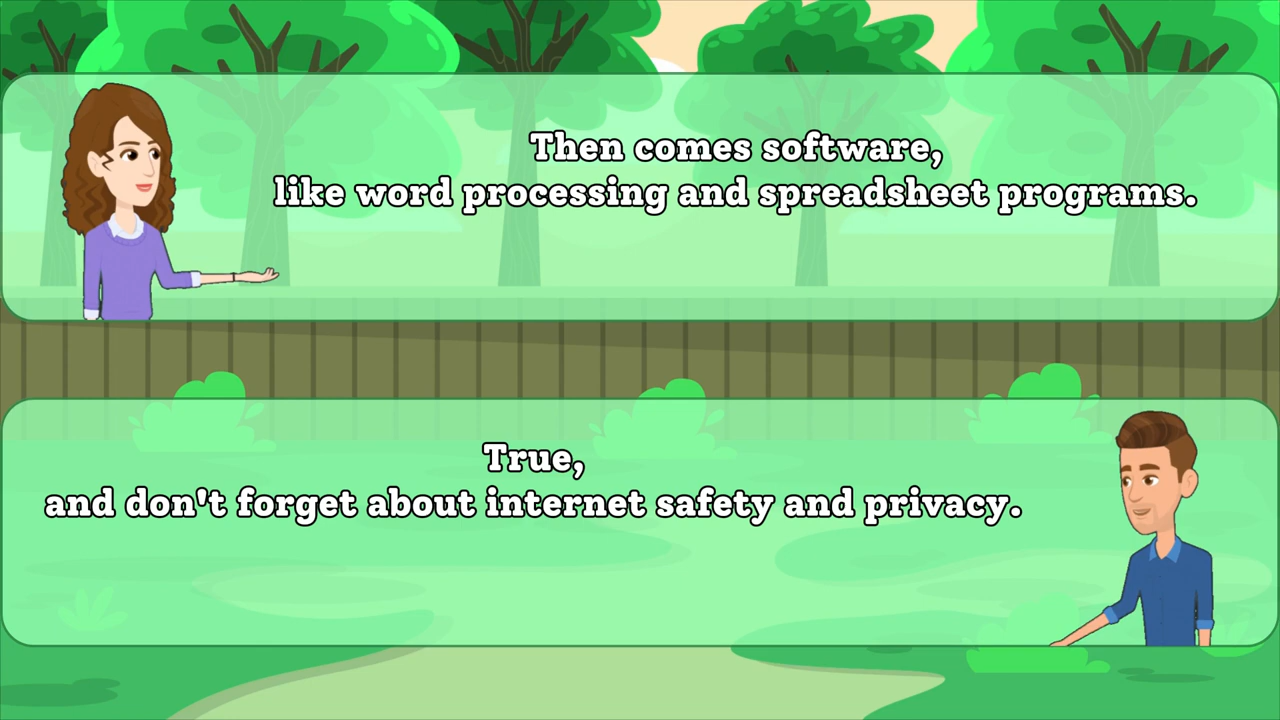 Then comes software,
like word processing and spreadsheet programs.
True,
and don't forget about internet safety and privacy.